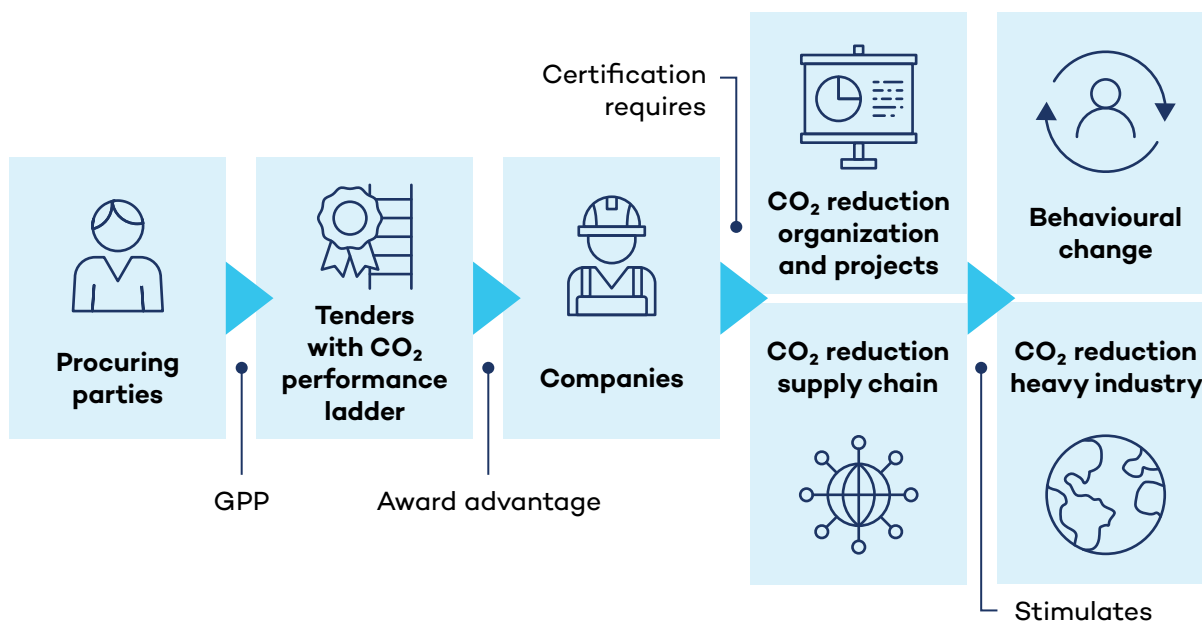 Certification
requires
Procuring
parties
Tenders
with CO₂
performance
ladder
Companies
CO₂ reduction
organization
and projects
Behavioural
change
CO₂ reduction
supply chain
CO₂ reduction
heavy industry
GPP
Award advantage
Stimulates